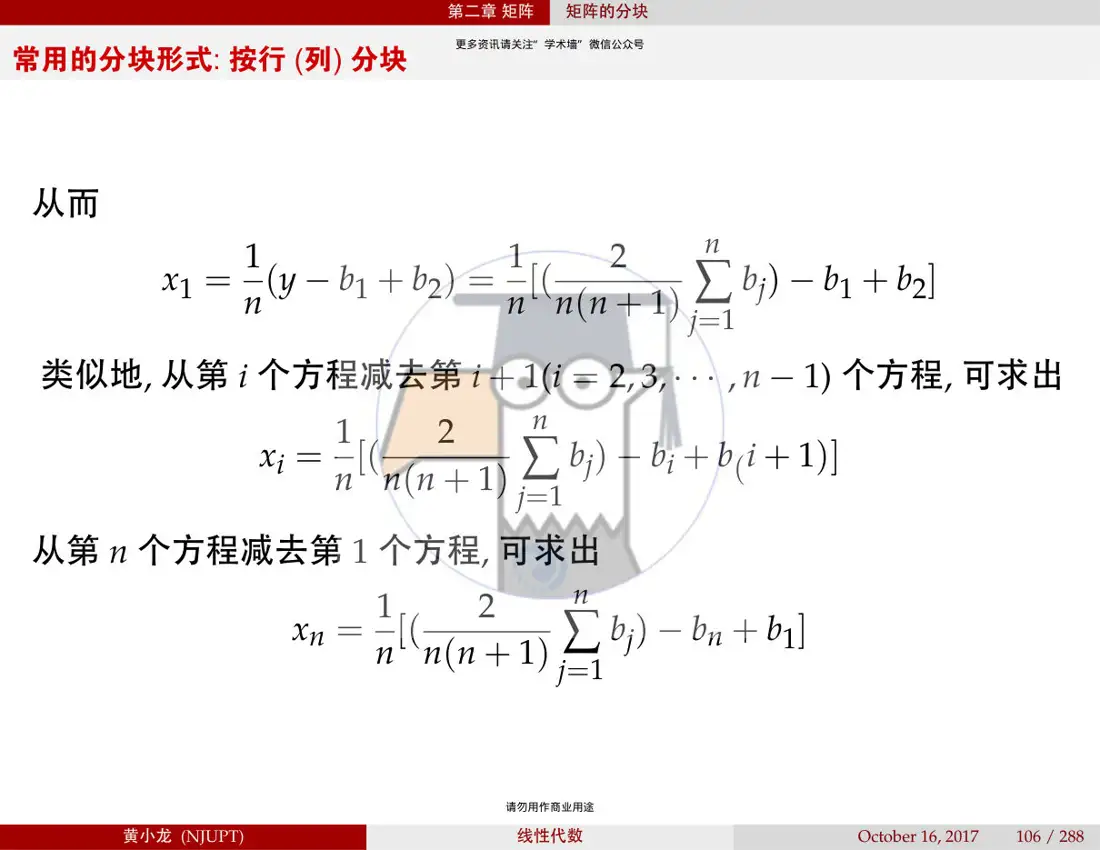 第二章 矩阵 矩阵的分块
更多资讯请关注“学术墙”微信公众号
常用的分块形式: 按行 (列) 分块
从而
$x_1 = \frac{1}{n}(y - b_1 + b_2) = \frac{1}{n}[(\frac{2}{n(n+1)} \sum_{j=1}^{n} b_j) - b_1 + b_2]$
类似地, 从第 $i$ 个方程减去第 $i+1(i = 2, 3, \cdots, n-1)$ 个方程, 可求出
$x_i = \frac{1}{n}[(\frac{2}{n(n+1)} \sum_{j=1}^{n} b_j) - b_i + b_(i+1)]$
从第 $n$ 个方程减去第 1 个方程, 可求出
$x_n = \frac{1}{n}[(\frac{2}{n(n+1)} \sum_{j=1}^{n} b_j) - b_n + b_1]$
请勿用作商业用途
黄小龙 (NJUPT) 线性代数 October 16, 2017 106 / 288